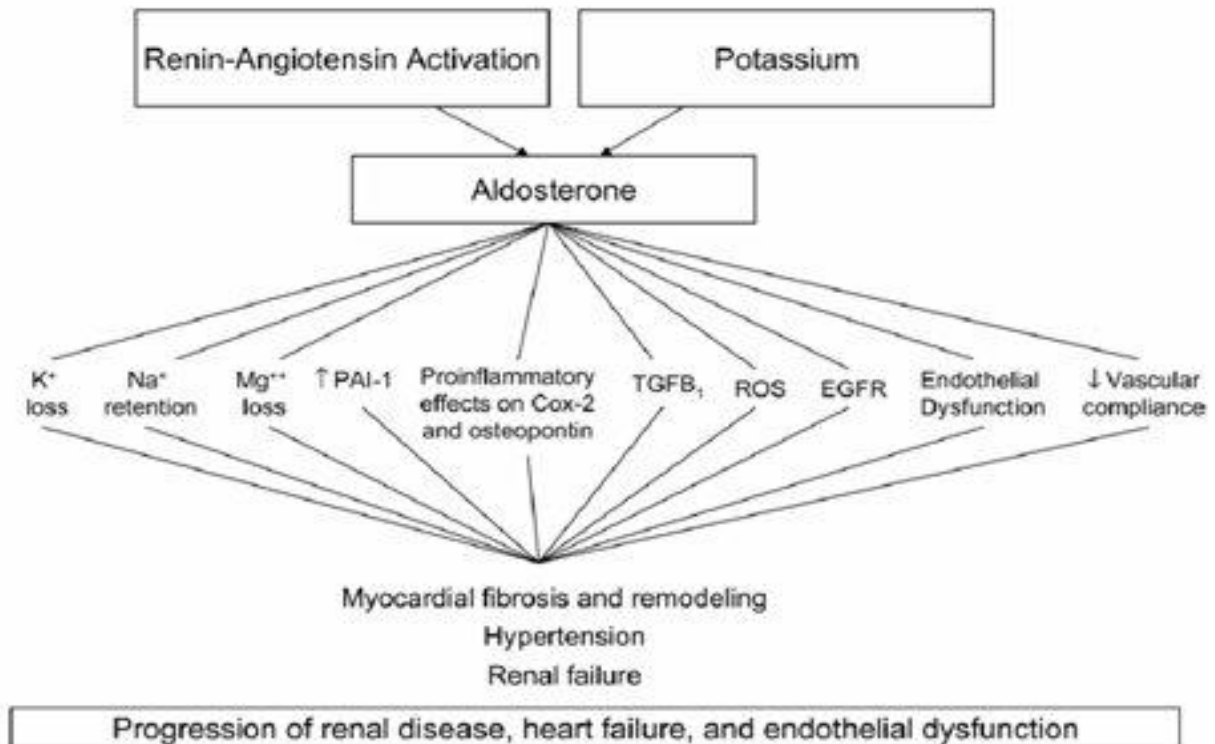 Renin-Angiotensin Activation
Potassium
Aldosterone
K⁺
loss
Na⁺
retention
Mg⁺⁺
loss
↑ PAI-1
Proinflammatory
effects on Cox-2
and osteopontin
TGFB₁
ROS
EGFR
Endothelial
Dysfunction
↓ Vascular
compliance
Myocardial fibrosis and remodeling
Hypertension
Renal failure
Progression of renal disease, heart failure, and endothelial dysfunction